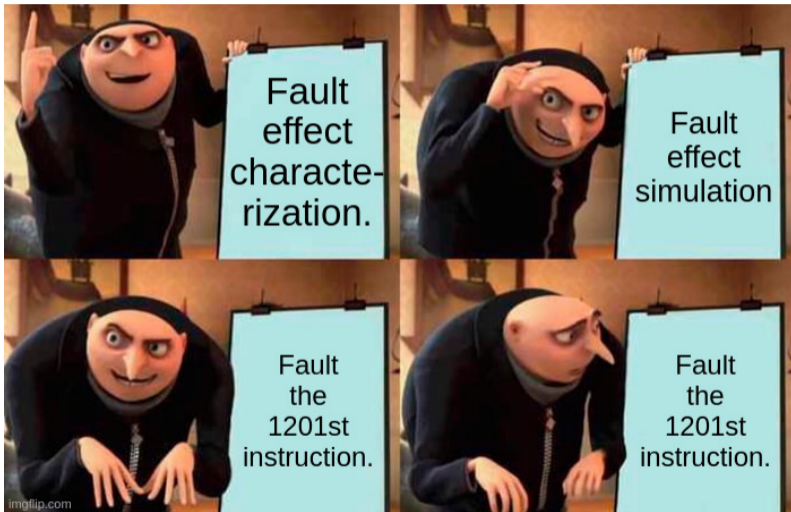 Fault
effect
characte-
rization.
Fault
effect
simulation
Fault
the
1201st
instruction.
Fault
the
1201st
instruction.
imgflip.com